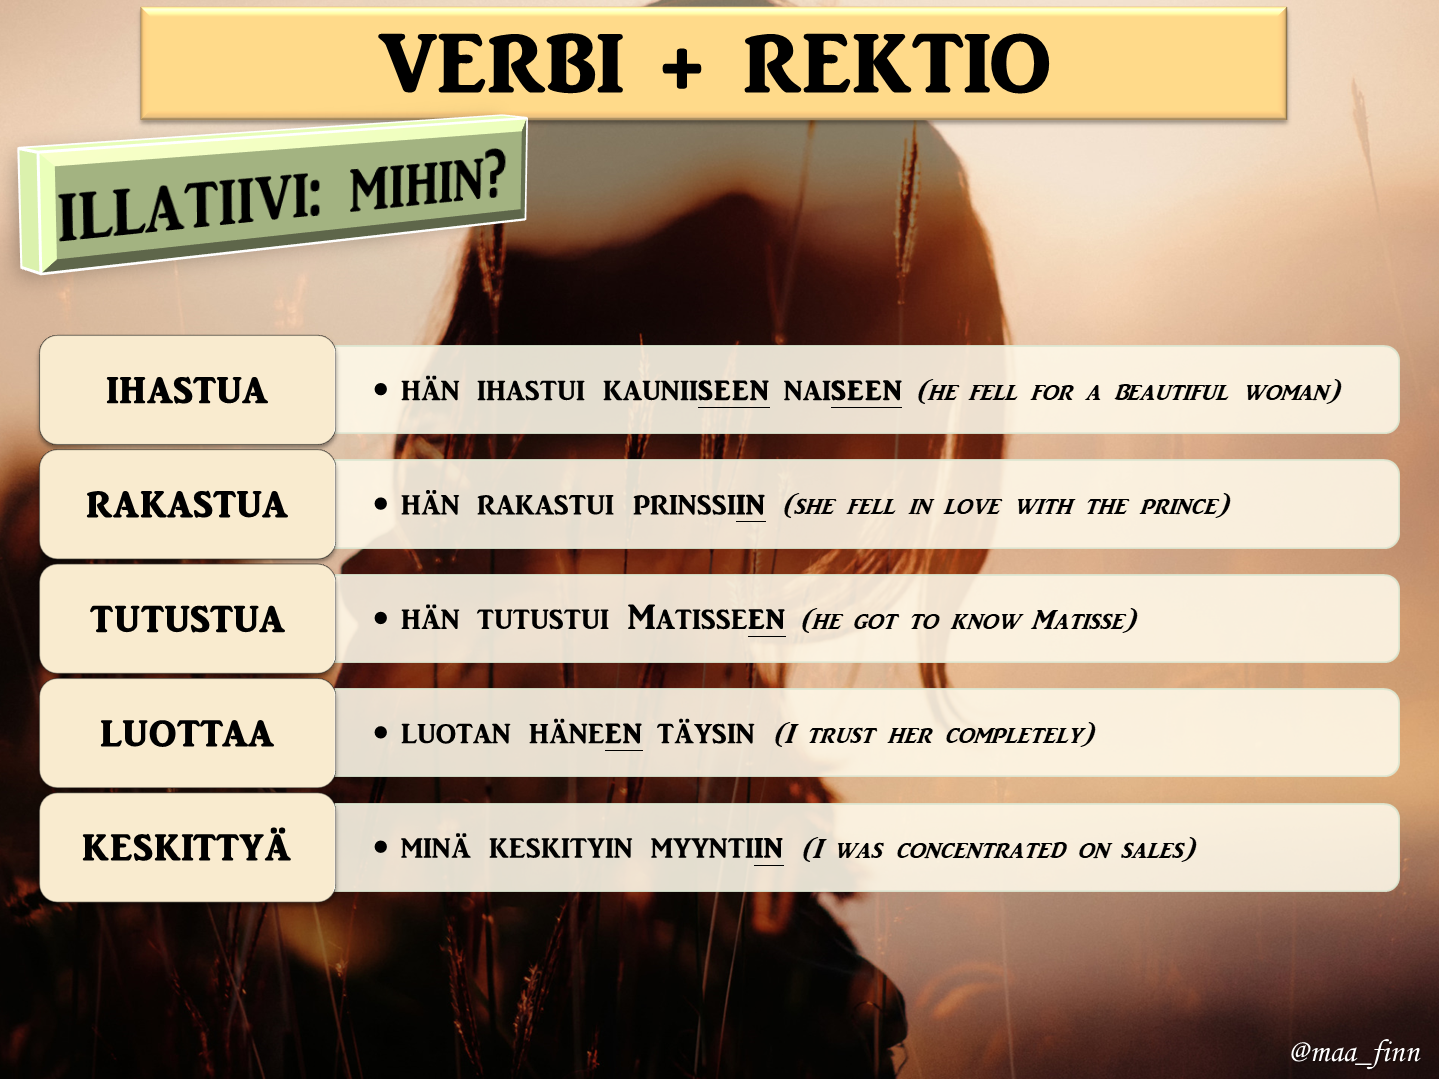 VERBI + REKTIO
ILLATIIVI: MIHIN?
IHASTUA
• HÄN IHASTUI KAUNIISEEN NAISEEN (HE FELL FOR A BEAUTIFUL WOMAN)
RAKASTUA
• HÄN RAKASTUI PRINSSIIN (SHE FELL IN LOVE WITH THE PRINCE)
TUTUSTUA
• HÄN TUTUSTUI MATISSEEN (HE GOT TO KNOW MATISSE)
LUOTTAA
• LUOTAN HÄNEEN TÄYSIN (I TRUST HER COMPLETELY)
KESKITTYÄ
• MINÄ KESKITYIN MYYNTIIN (I WAS CONCENTRATED ON SALES)
@maa_finn